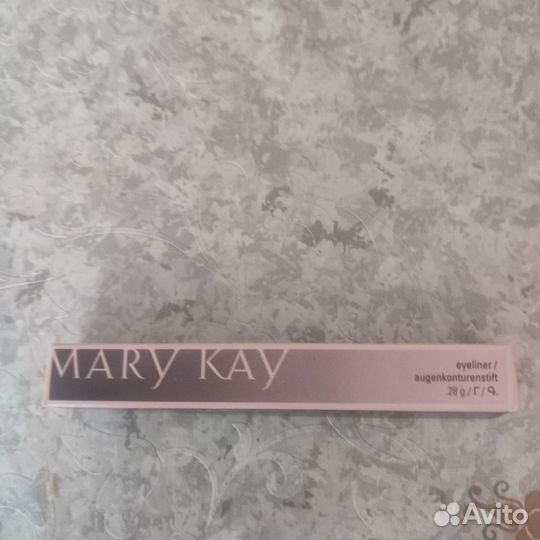 MARY KAY
eyeliner /
augenkonturenstift
.28 g / Г / Գ.
Avito